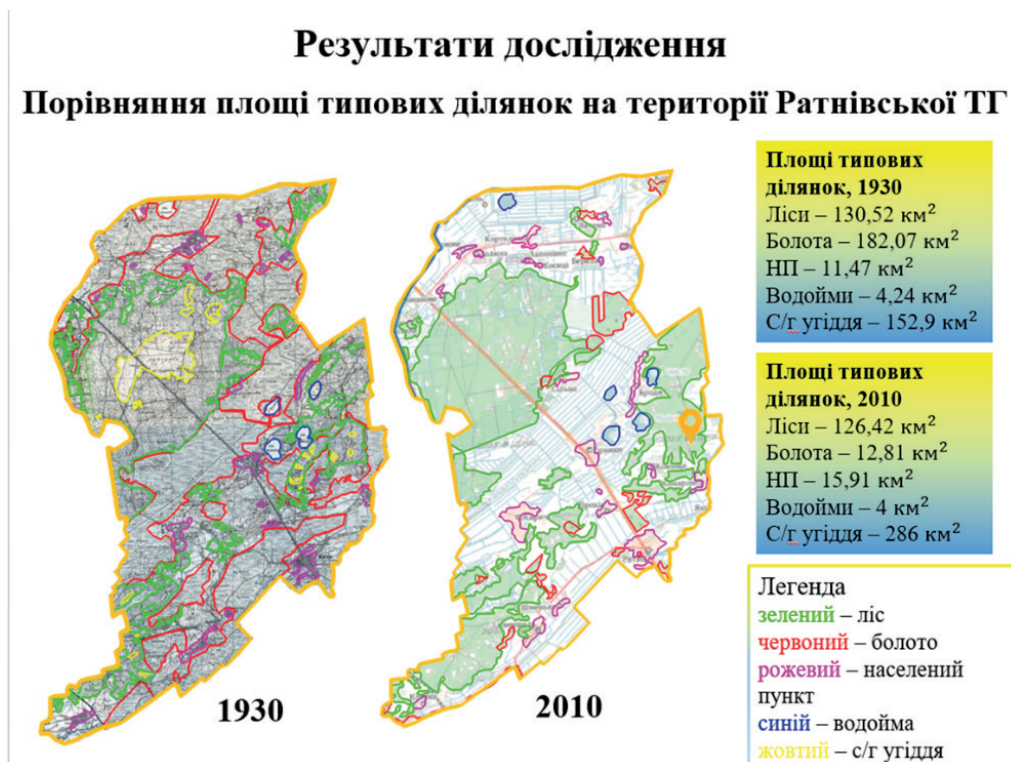 Результати дослідження
Порівняння площі типових ділянок на території Ратнівської ТГ
Площі типових
ділянок, 1930
Ліси – 130,52 км²
Болота – 182,07 км²
НП – 11,47 км²
Водойми – 4,24 км²
С/г угіддя – 152,9 км²
Площі типових
ділянок, 2010
Ліси – 126,42 км²
Болота – 12,81 км²
НП – 15,91 км²
Водойми – 4 км²
С/г угіддя – 286 км²
Легенда
зелений – ліс
червоний – болото
рожевий – населений
пункт
синій – водойма
жовтий – с/г угіддя
1930
2010